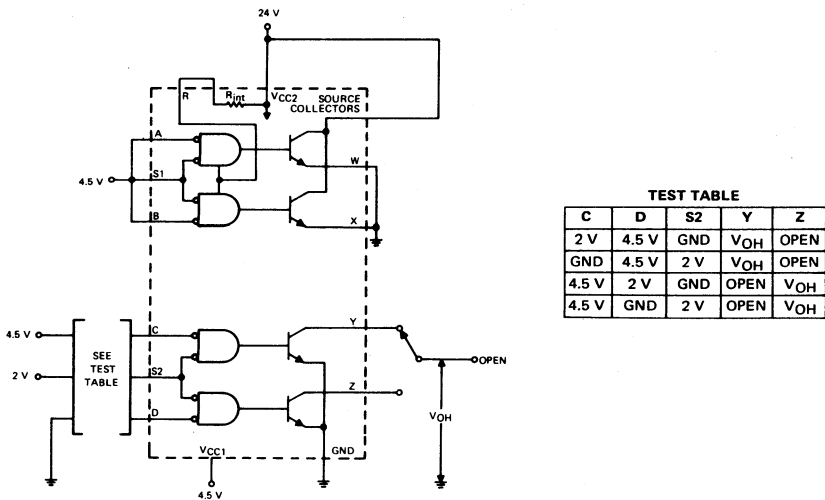 24 V
R
Rint
VCC2
SOURCE
COLLECTORS
A
W
4.5 V
S1
B
X
4.5 V
2 V
SEE
TEST
TABLE
C
S2
D
Y
Z
OPEN
VOH
VCC1
GND
4.5 V
TEST TABLE
C D S2 Y Z
2 V 4.5 V GND VOH OPEN
GND 4.5 V 2 V VOH OPEN
4.5 V 2 V GND OPEN VOH
4.5 V GND 2 V OPEN VOH